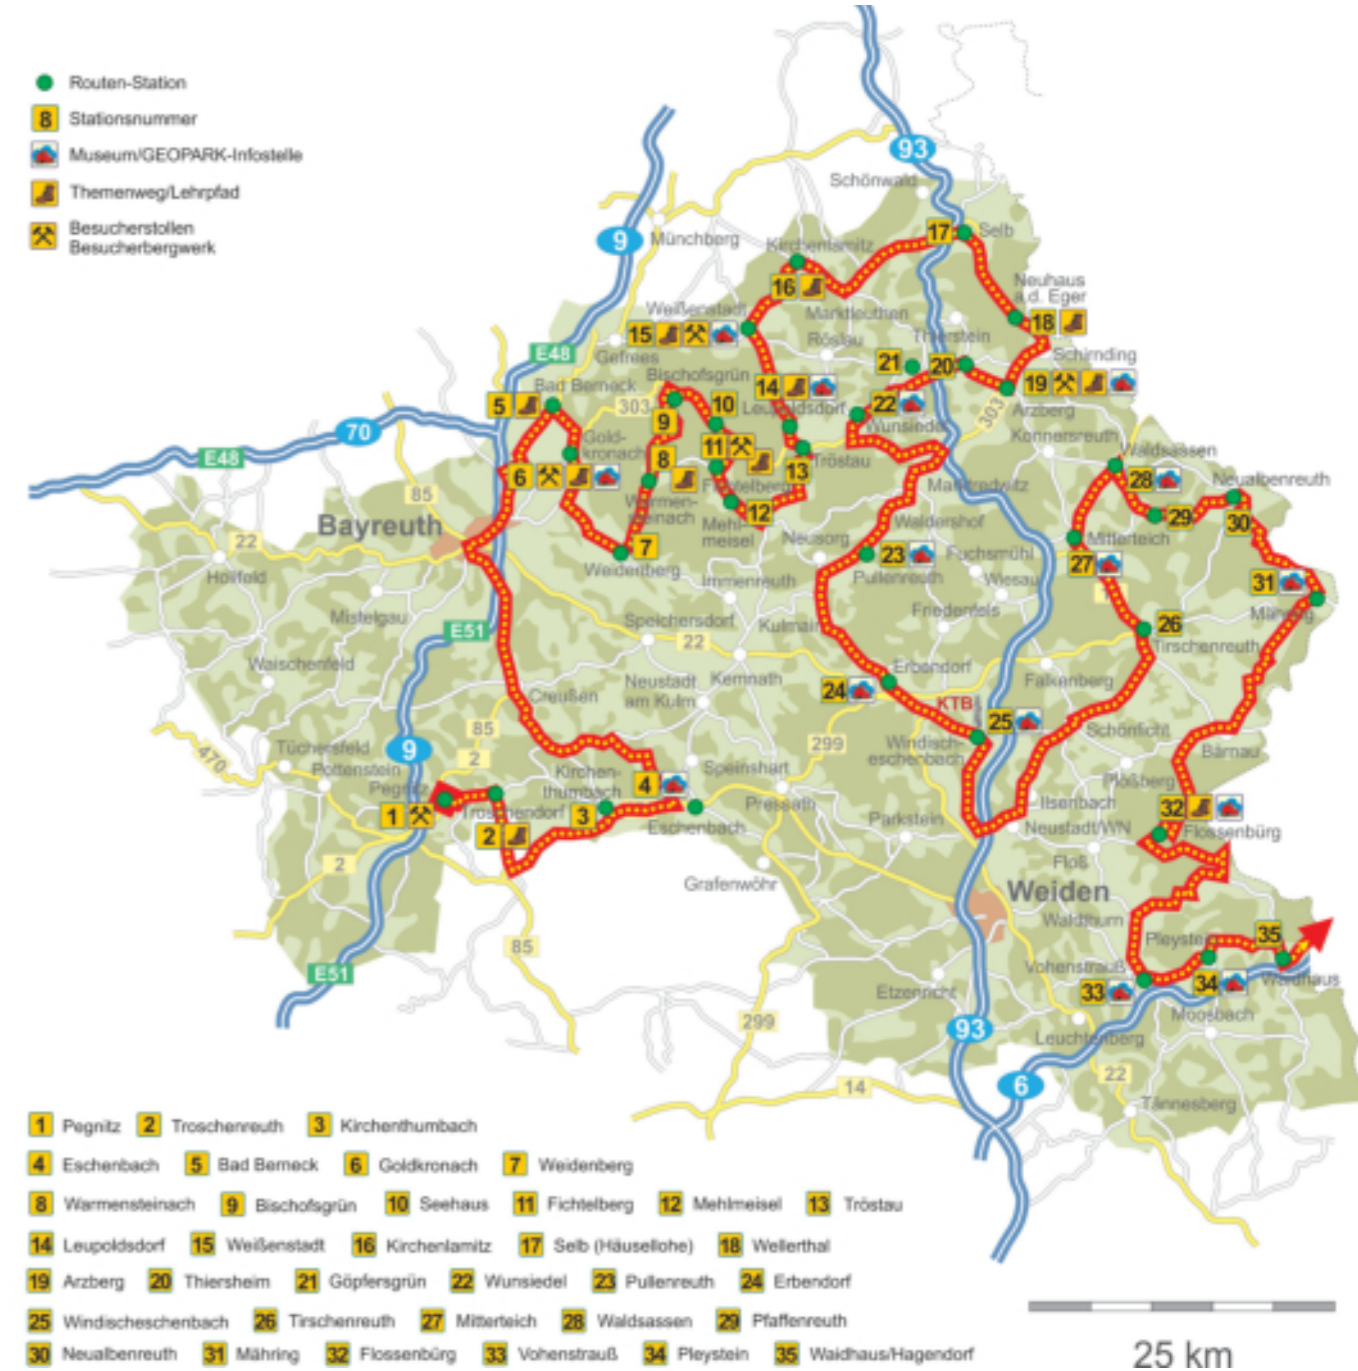 Routen-Station
8 Stationsnummer
Museum/GEOPARK-Infostelle
Themenweg/Lehrpfad
Besucherstollen
Besucherbergwerk
93
Schönwald
9
Münchberg
17 Selb
Kirchenlamitz
16
Neuhaus
a.d. Eger
18
Marktleuthen
Weißenstadt
15
Röslau
Thierstein
E48
Gefrees
Schirnding
21
20
19
Arzberg
Bischofsgrün
Bad Berneck
5
303
9
10
14
Leupoldsdorf
22
Wunsiedel
303
70
E48
Gold-
kronach
6
8
11
13
Tröstau
Konnersreuth
Waldsassen
28
Neualbenreuth
85
Fichtelberg
Warmen-
steinach
Mehl-
meisel
12
Marktredwitz
29
30
Bayreuth
22
Hollfeld
7
Weidenberg
Neusorg
Waldershof
23
Pullenreuth
Fuchsmühl
Wiesau
Mitterteich
27
31
Mähring
Immenreuth
Mistelgau
Speichersdorf
Kulmain
Friedenfels
26
Tirschenreuth
E51
22
Waischenfeld
Kemnath
Neustadt
am Kulm
Creußen
Erbendorf
24
Falkenberg
KTB
25
Windisch-
eschenbach
Schönficht
Bärnau
85
2
299
470
9
Tüchersfeld
Pottenstein
Pegnitz
1
Kirchen-
thumbach
4
Speinshart
Plößberg
Pressath
Troschendorf
3
Eschenbach
2
Parkstein
Ilsenbach
Neustadt/WN
32
Flossenbürg
Floß
2
Grafenwöhr
Weiden
Waldthurn
85
E51
Pleystein
35
Waidhaus
Vohenstrauß
33
34
Etzenricht
Moosbach
299
93
Leuchtenberg
6
22
14
Tännesberg
1 Pegnitz 2 Troschenreuth 3 Kirchenthumbach
4 Eschenbach 5 Bad Berneck 6 Goldkronach 7 Weidenberg
8 Warmensteinach 9 Bischofsgrün 10 Seehaus 11 Fichtelberg 12 Mehlmeisel 13 Tröstau
14 Leupoldsdorf 15 Weißenstadt 16 Kirchenlamitz 17 Selb (Häusellohe) 18 Wellerthal
19 Arzberg 20 Thiersheim 21 Göpfersgrün 22 Wunsiedel 23 Pullenreuth 24 Erbendorf
25 Windischeschenbach 26 Tirschenreuth 27 Mitterteich 28 Waldsassen 29 Pfaffenreuth
30 Neualbenreuth 31 Mähring 32 Flossenbürg 33 Vohenstrauß 34 Pleystein 35 Waidhaus/Hagendorf
25 km